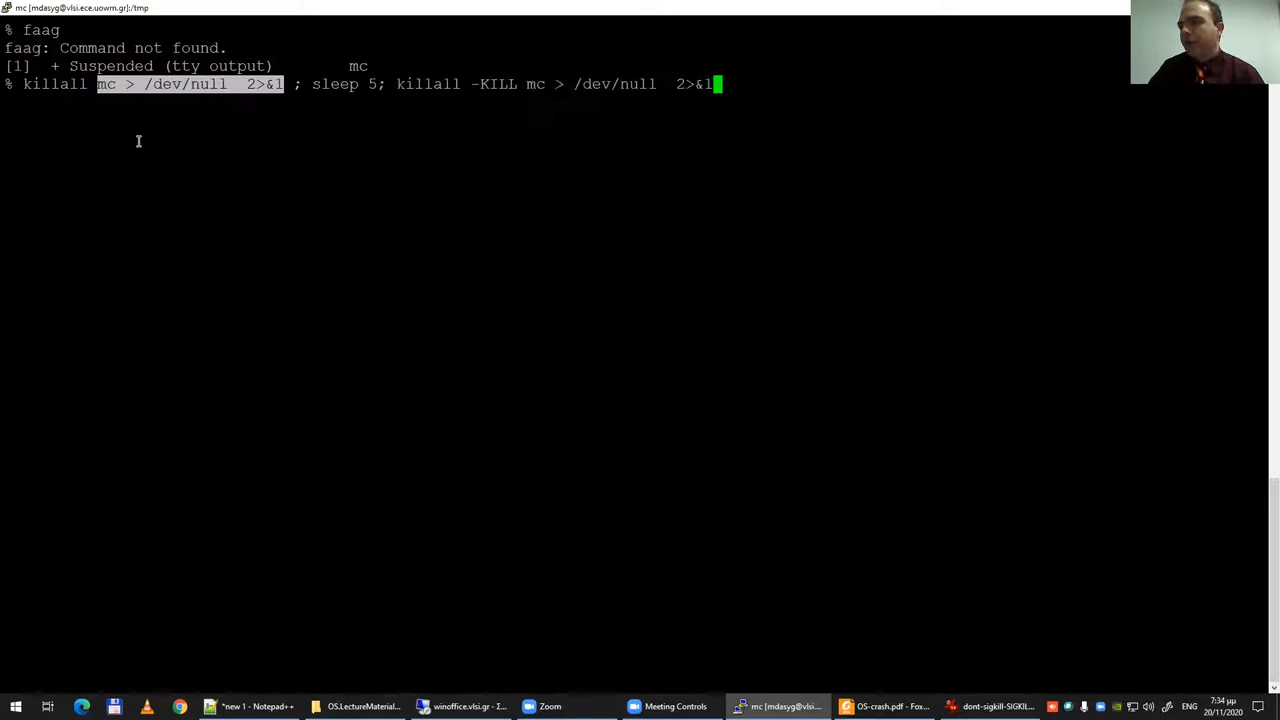 mc [mdasyg@vlsi.ece.uowm.gr]:/tmp
% faag
faag: Command not found.
[1]  + Suspended (tty output)        mc
% killall mc > /dev/null  2>&1 ; sleep 5; killall -KILL mc > /dev/null  2>&1
*new 1 - Notepad++
OS.LectureMaterial...
winoffice.vlsi.gr - ...
Zoom
Meeting Controls
mc [mdasyg@vlsi....
OS-crash.pdf - Fox...
dont-sigkill-SIGKIL...
ENG
7:34 μμ
20/11/2020